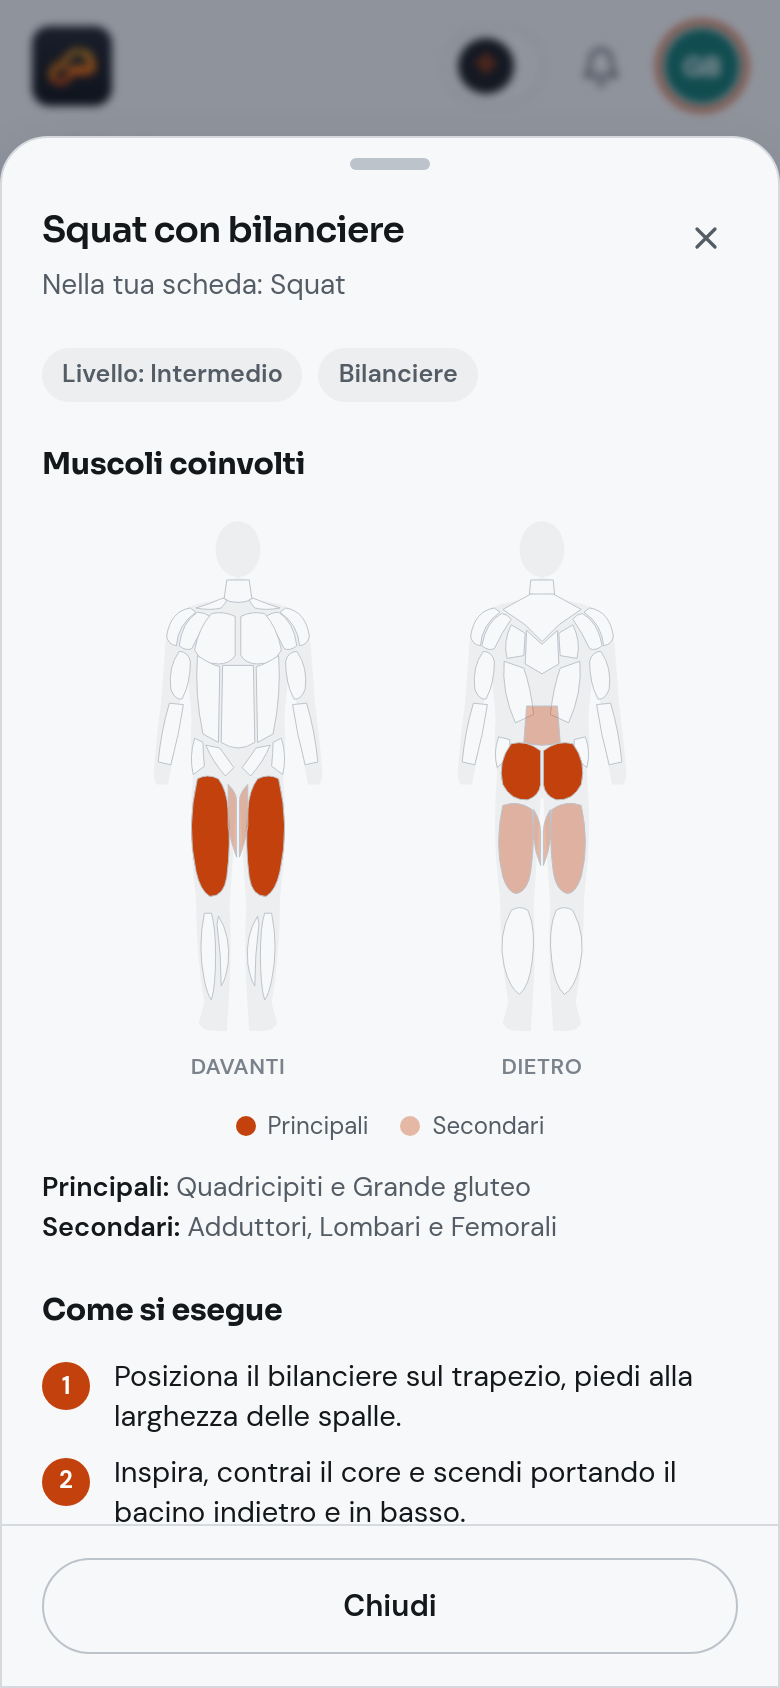 GB
Squat con bilanciere
Nella tua scheda: Squat
Livello: Intermedio
Bilanciere
Muscoli coinvolti
DAVANTI
DIETRO
Principali
Secondari
Principali: Quadricipiti e Grande gluteo
Secondari: Adduttori, Lombari e Femorali
Come si esegue
1
Posiziona il bilanciere sul trapezio, piedi alla
larghezza delle spalle.
2
Inspira, contrai il core e scendi portando il
bacino indietro e in basso.
Chiudi